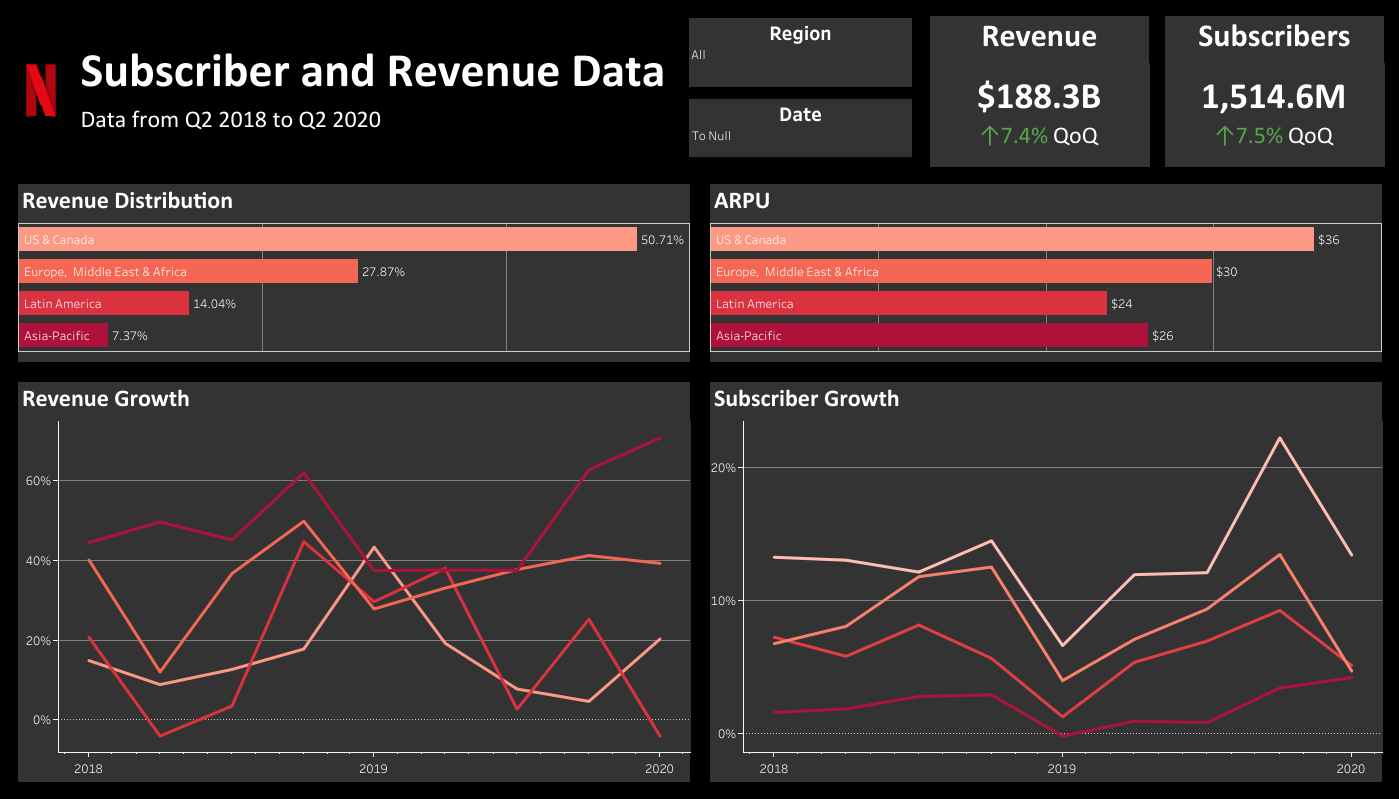 N
Subscriber and Revenue Data
Data from Q2 2018 to Q2 2020
Region
All
Date
To Null
Revenue
$188.3B
↑7.4% QoQ
Subscribers
1,514.6M
↑7.5% QoQ
Revenue Distribution
US & Canada 50.71%
Europe, Middle East & Africa 27.87%
Latin America 14.04%
Asia-Pacific 7.37%
ARPU
US & Canada $36
Europe, Middle East & Africa $30
Latin America $24
Asia-Pacific $26
Revenue Growth
60%
40%
20%
0%
2018 2019 2020
Subscriber Growth
20%
10%
0%
2018 2019 2020